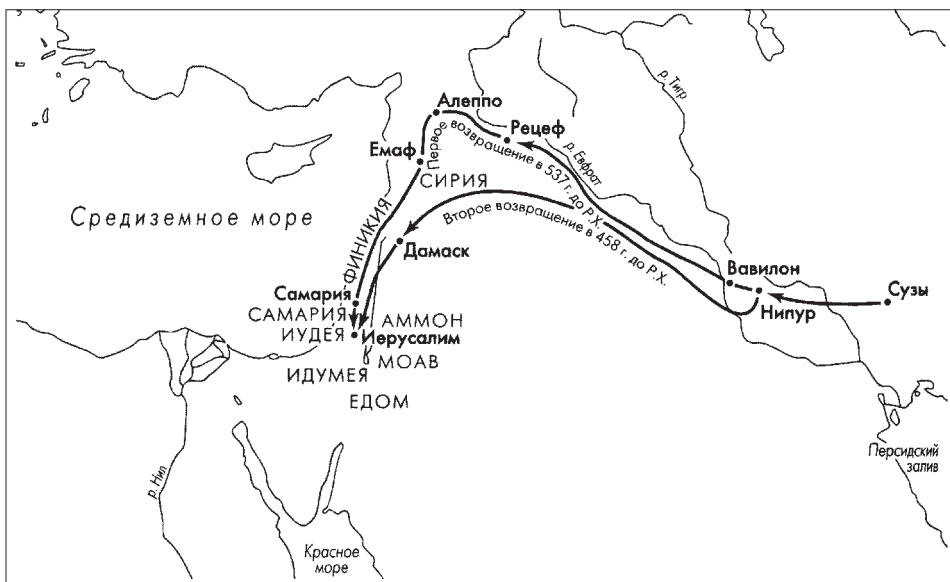 р. Тигр
Алеппо
Рецеф
Первое возвращение в 537 г. до Р.Х.
р. Евфрат
Емаф
СИРИЯ
Средиземное море
ФИНИКИЯ
Второе возвращение в 458 г. до Р.Х.
Дамаск
Вавилон
Сузы
Нипур
Самария
САМАРИЯ
АММОН
ИУДЕЯ
Иерусалим
МОАВ
ИДУМЕЯ
ЕДОМ
Персидский
залив
р. Нил
Красное
море